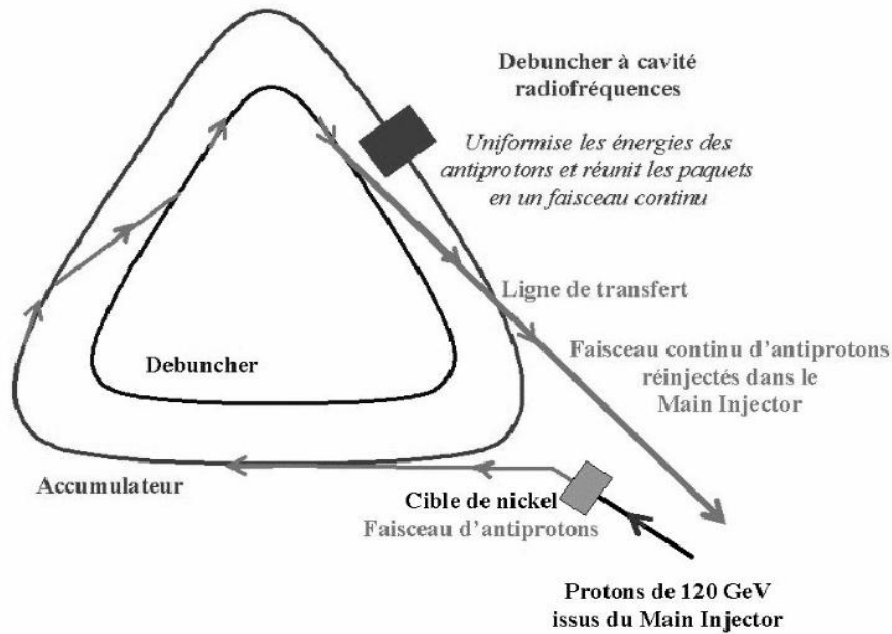 Debuncher à cavité
radiofréquences
Uniformise les énergies des
antiprotons et réunit les paquets
en un faisceau continu
Ligne de transfert
Debuncher
Faisceau continu d'antiprotons
réinjectés dans le
Main Injector
Accumulateur
Cible de nickel
Faisceau d'antiprotons
Protons de 120 GeV
issus du Main Injector